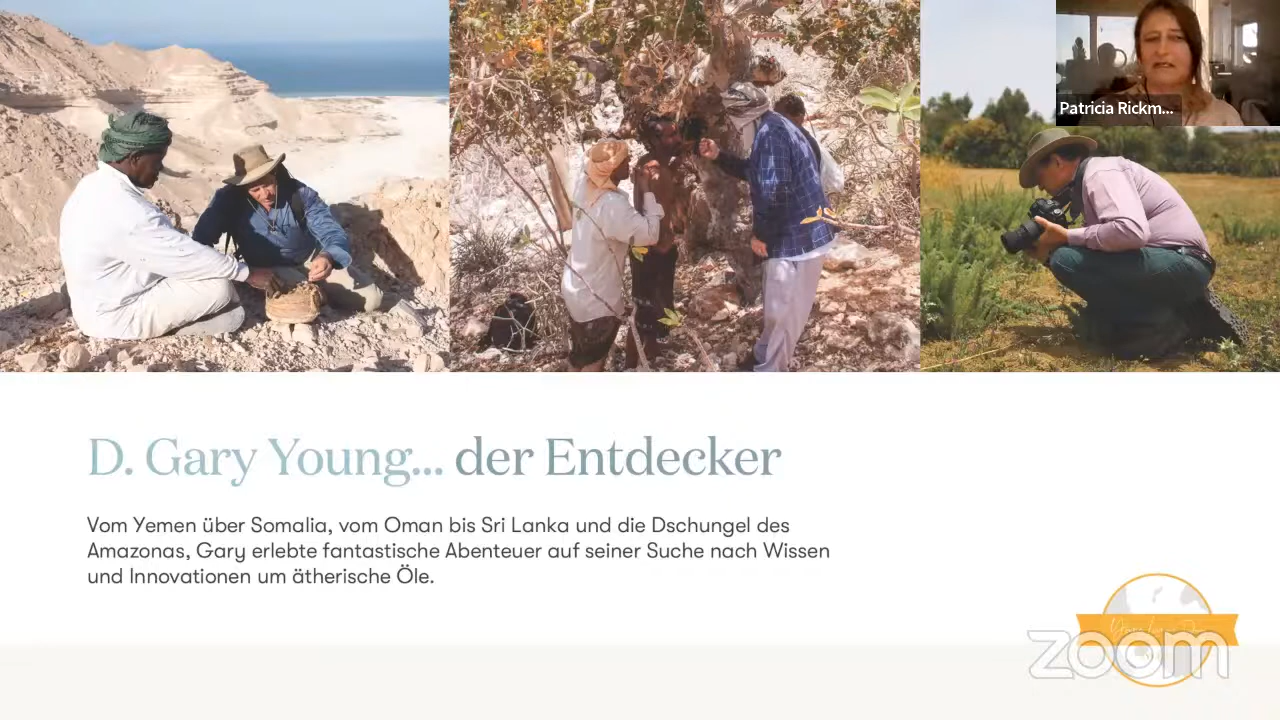 Patricia Rickm...
D. Gary Young... der Entdecker
Vom Yemen über Somalia, vom Oman bis Sri Lanka und die Dschungel des
Amazonas, Gary erlebte fantastische Abenteuer auf seiner Suche nach Wissen
und Innovationen um ätherische Öle.
zoom